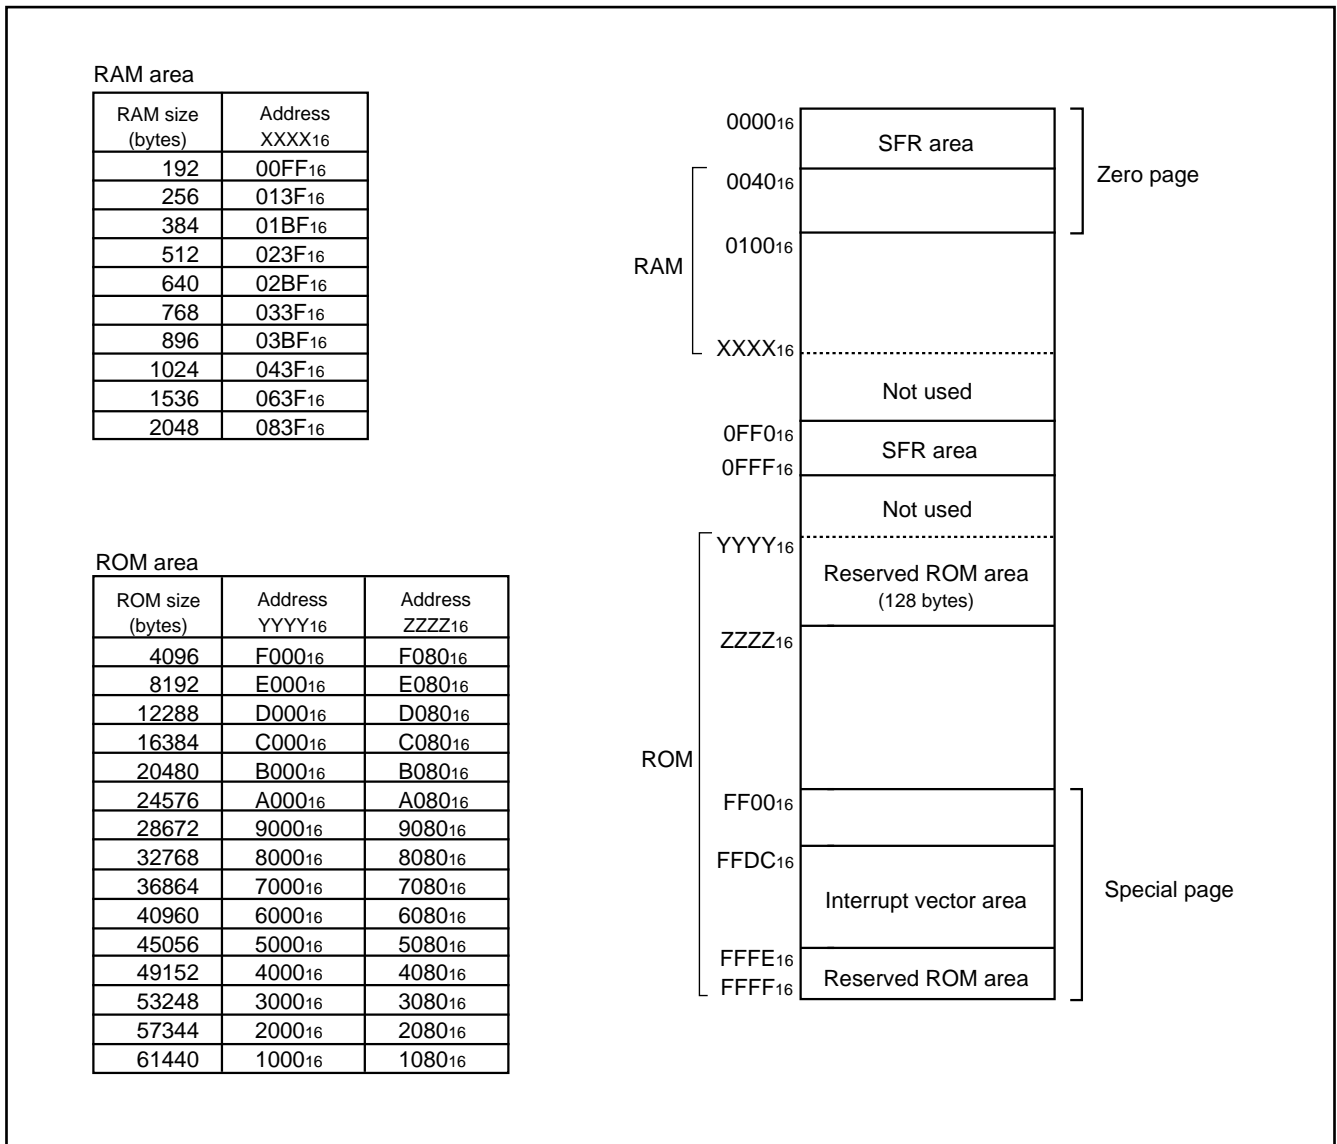 RAM area
RAM size
(bytes)
Address
XXXX16
192 00FF16
256 013F16
384 01BF16
512 023F16
640 02BF16
768 033F16
896 03BF16
1024 043F16
1536 063F16
2048 083F16
ROM area
ROM size
(bytes)
Address
YYYY16
Address
ZZZZ16
4096 F00016 F08016
8192 E00016 E08016
12288 D00016 D08016
16384 C00016 C08016
20480 B00016 B08016
24576 A00016 A08016
28672 900016 908016
32768 800016 808016
36864 700016 708016
40960 600016 608016
45056 500016 508016
49152 400016 408016
53248 300016 308016
57344 200016 208016
61440 100016 108016
000016
SFR area
Zero page
004016
010016
RAM
XXXX16
Not used
0FF016
SFR area
0FFF16
Not used
YYYY16
Reserved ROM area
(128 bytes)
ZZZZ16
ROM
FF0016
FFDC16
Interrupt vector area
Special page
FFFE16
Reserved ROM area
FFFF16